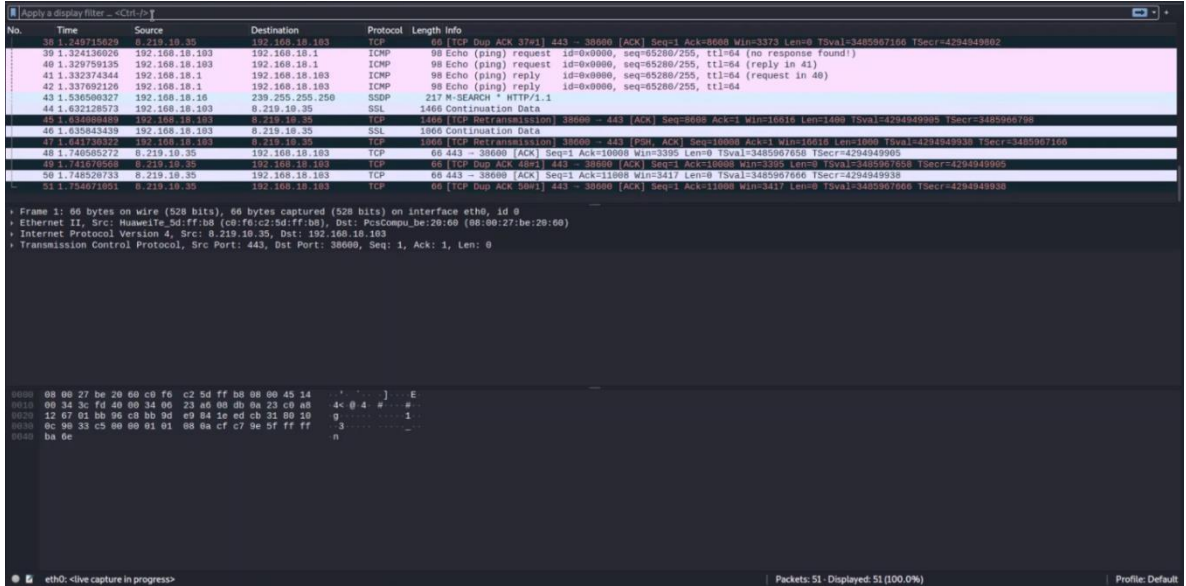 Apply a display filter ... <Ctrl-/>
No. Time Source Destination Protocol Length Info
38 1.249715629 8.219.10.35 192.168.18.103 TCP 66 [TCP Dup ACK 37#1] 443 → 38600 [ACK] Seq=1 Ack=8608 Win=3373 Len=0 TSval=3485967166 TSecr=4294949802
39 1.324136026 192.168.18.103 192.168.18.1 ICMP 98 Echo (ping) request id=0x0000, seq=65280/255, ttl=64 (no response found!)
40 1.329759135 192.168.18.103 192.168.18.1 ICMP 98 Echo (ping) request id=0x0000, seq=65280/255, ttl=64 (reply in 41)
41 1.332374344 192.168.18.1 192.168.18.103 ICMP 98 Echo (ping) reply id=0x0000, seq=65280/255, ttl=64 (request in 40)
42 1.337692126 192.168.18.1 192.168.18.103 ICMP 98 Echo (ping) reply id=0x0000, seq=65280/255, ttl=64
43 1.536500327 192.168.18.16 239.255.255.250 SSDP 217 M-SEARCH * HTTP/1.1
44 1.632128573 192.168.18.103 8.219.10.35 SSL 1466 Continuation Data
45 1.634080489 192.168.18.103 8.219.10.35 TCP 1466 [TCP Retransmission] 38600 → 443 [ACK] Seq=8608 Ack=1 Win=16616 Len=1400 TSval=4294949905 TSecr=3485966798
46 1.635843439 192.168.18.103 8.219.10.35 SSL 1066 Continuation Data
47 1.641730322 192.168.18.103 8.219.10.35 TCP 1066 [TCP Retransmission] 38600 → 443 [PSH, ACK] Seq=10008 Ack=1 Win=16616 Len=1000 TSval=4294949938 TSecr=3485967166
48 1.740585272 8.219.10.35 192.168.18.103 TCP 66 443 → 38600 [ACK] Seq=1 Ack=10008 Win=3395 Len=0 TSval=3485967658 TSecr=4294949905
49 1.741670568 8.219.10.35 192.168.18.103 TCP 66 [TCP Dup ACK 48#1] 443 → 38600 [ACK] Seq=1 Ack=10008 Win=3395 Len=0 TSval=3485967658 TSecr=4294949905
50 1.748520733 8.219.10.35 192.168.18.103 TCP 66 443 → 38600 [ACK] Seq=1 Ack=11008 Win=3417 Len=0 TSval=3485967666 TSecr=4294949938
51 1.754671051 8.219.10.35 192.168.18.103 TCP 66 [TCP Dup ACK 50#1] 443 → 38600 [ACK] Seq=1 Ack=11008 Win=3417 Len=0 TSval=3485967666 TSecr=4294949938
Frame 1: 66 bytes on wire (528 bits), 66 bytes captured (528 bits) on interface eth0, id 0
Ethernet II, Src: HuaweiTe_5d:ff:b8 (c0:f6:c2:5d:ff:b8), Dst: PcsCompu_be:20:60 (08:00:27:be:20:60)
Internet Protocol Version 4, Src: 8.219.10.35, Dst: 192.168.18.103
Transmission Control Protocol, Src Port: 443, Dst Port: 38600, Seq: 1, Ack: 1, Len: 0
0000 08 00 27 be 20 60 c0 f6 c2 5d ff b8 08 00 45 14 ··'· `·· ·]····E·
0010 00 34 3c fd 40 00 34 06 23 a6 08 db 0a 23 c0 a8 ·4<·@·4· #····#··
0020 12 67 01 bb 96 c8 bb 9d e9 84 1e ed cb 31 80 10 ·g······ ·····1··
0030 0c 90 33 c5 00 00 01 01 08 0a cf c7 9e 5f ff ff ··3····· ·····_··
0040 ba 6e ·n
eth0: <live capture in progress>
Packets: 51 · Displayed: 51 (100.0%)
Profile: Default